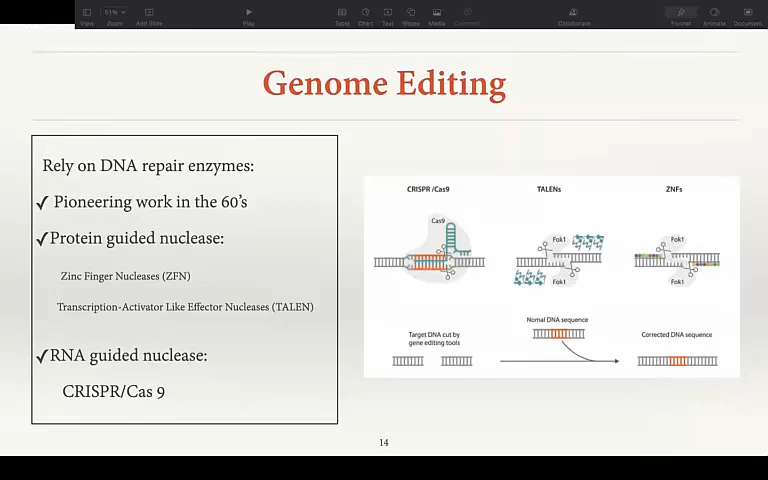 51%
View
Zoom
Add Slide
Play
Table
Chart
Text
Shape
Media
Comment
Collaborate
Format
Animate
Document
Genome Editing
Rely on DNA repair enzymes:
✓ Pioneering work in the 60's
✓ Protein guided nuclease:
Zinc Finger Nucleases (ZFN)
Transcription-Activator Like Effector Nucleases (TALEN)
✓ RNA guided nuclease:
CRISPR/Cas 9
CRISPR /Cas9
TALENs
ZNFs
Cas9
Fok1
Fok1
Fok1
Fok1
Target DNA cut by
gene editing tools
Nomal DNA sequence
Corrected DNA sequence
14